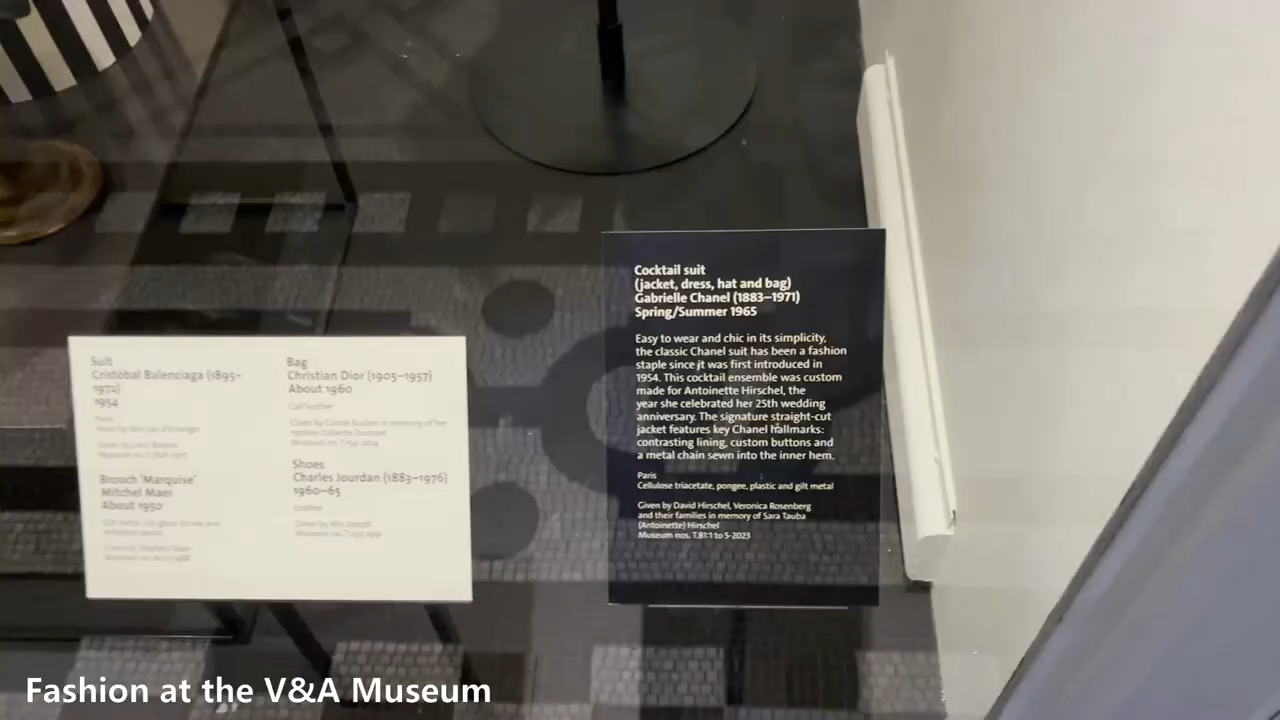 Suit
Cristóbal Balenciaga (1895–
1972)
1954
Paris
Brooch 'Marquise'
Mitchel Maer
About 1950
Bag
Christian Dior (1905–1957)
About 1960
Calf leather
Shoes
Charles Jourdan (1883–1976)
1960–65
Leather
Cocktail suit
(jacket, dress, hat and bag)
Gabrielle Chanel (1883–1971)
Spring/Summer 1965
Easy to wear and chic in its simplicity,
the classic Chanel suit has been a fashion
staple since it was first introduced in
1954. This cocktail ensemble was custom
made for Antoinette Hirschel, the
year she celebrated her 25th wedding
anniversary. The signature straight-cut
jacket features key Chanel hallmarks:
contrasting lining, custom buttons and
a metal chain sewn into the inner hem.
Paris
Cellulose triacetate, pongee, plastic and gilt metal
Given by David Hirschel, Veronica Rosenberg
and their families in memory of Sara Tauba
(Antoinette) Hirschel
Museum nos. T.81:1 to 5-2023
Fashion at the V&A Museum